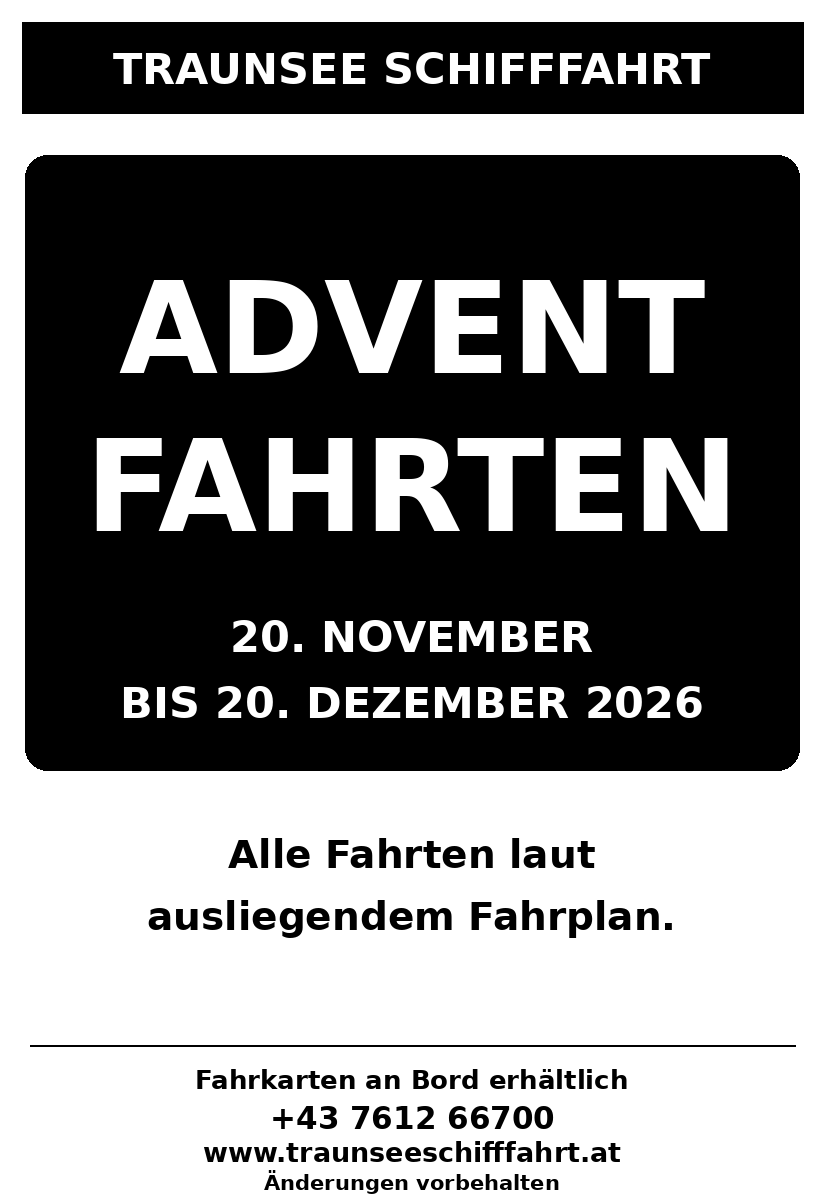 TRAUNSEE SCHIFFFAHRT
ADVENT
FAHRTEN
20. NOVEMBER
BIS 20. DEZEMBER 2026
Alle Fahrten laut
ausliegendem Fahrplan.
Fahrkarten an Bord erhältlich
+43 7612 66700
www.traunseeschifffahrt.at
Änderungen vorbehalten